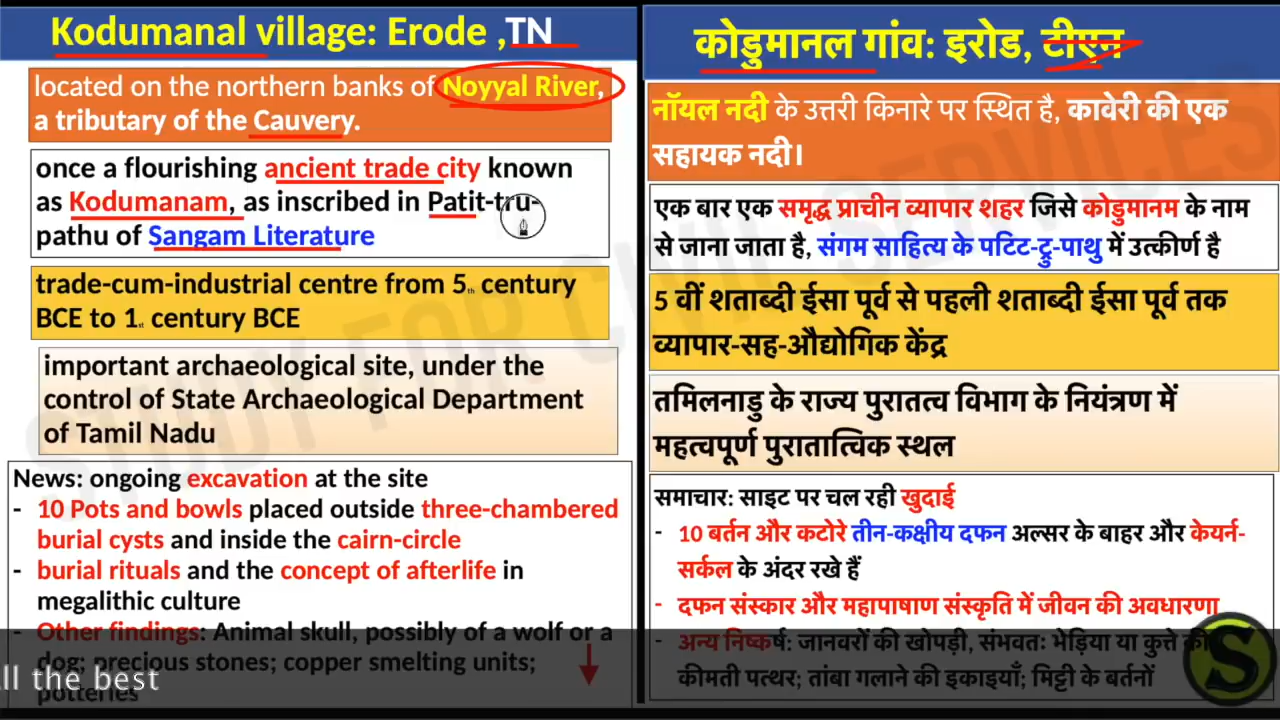 Kodumanal village: Erode ,TN
located on the northern banks of Noyyal River,
a tributary of the Cauvery.
once a flourishing ancient trade city known
as Kodumanam, as inscribed in Patit-tru-
pathu of Sangam Literature
trade-cum-industrial centre from 5th century
BCE to 1st century BCE
important archaeological site, under the
control of State Archaeological Department
of Tamil Nadu
News: ongoing excavation at the site
- 10 Pots and bowls placed outside three-chambered
burial cysts and inside the cairn-circle
- burial rituals and the concept of afterlife in
megalithic culture
- Other findings: Animal skull, possibly of a wolf or a
dog; precious stones; copper smelting units;
potteries
कोडुमानल गांव: इरोड, टीएन
नॉयल नदी के उत्तरी किनारे पर स्थित है, कावेरी की एक
सहायक नदी।
एक बार एक समृद्ध प्राचीन व्यापार शहर जिसे कोडुमानम के नाम
से जाना जाता है, संगम साहित्य के पटिट-ट्रु-पाथु में उत्कीर्ण है
5 वीं शताब्दी ईसा पूर्व से पहली शताब्दी ईसा पूर्व तक
व्यापार-सह-औद्योगिक केंद्र
तमिलनाडु के राज्य पुरातत्व विभाग के नियंत्रण में
महत्वपूर्ण पुरातात्विक स्थल
समाचार: साइट पर चल रही खुदाई
- 10 बर्तन और कटोरे तीन-कक्षीय दफन अल्सर के बाहर और केयर्न-
सर्कल के अंदर रखे हैं
- दफन संस्कार और महापाषाण संस्कृति में जीवन की अवधारणा
- अन्य निष्कर्ष: जानवरों की खोपड़ी, संभवतः भेड़िया या कुत्ते की
कीमती पत्थर; तांबा गलाने की इकाइयाँ; मिट्टी के बर्तनों
ll the best
STUDY FOR CIVIL SERVICES
S